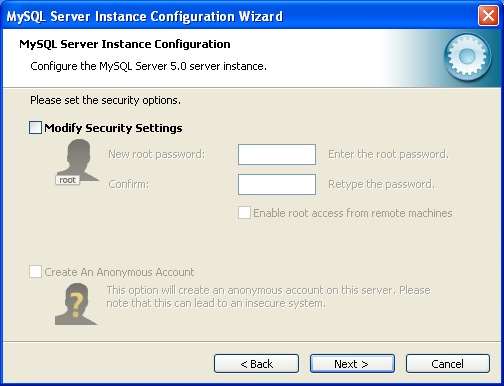 MySQL Server Instance Configuration Wizard
MySQL Server Instance Configuration
Configure the MySQL Server 5.0 server instance.
Please set the security options.
Modify Security Settings
New root password:
Enter the root password.
root
Confirm:
Retype the password.
Enable root access from remote machines
Create An Anonymous Account
This option will create an anonymous account on this server. Please
note that this can lead to an insecure system.
?
< Back
Next >
Cancel